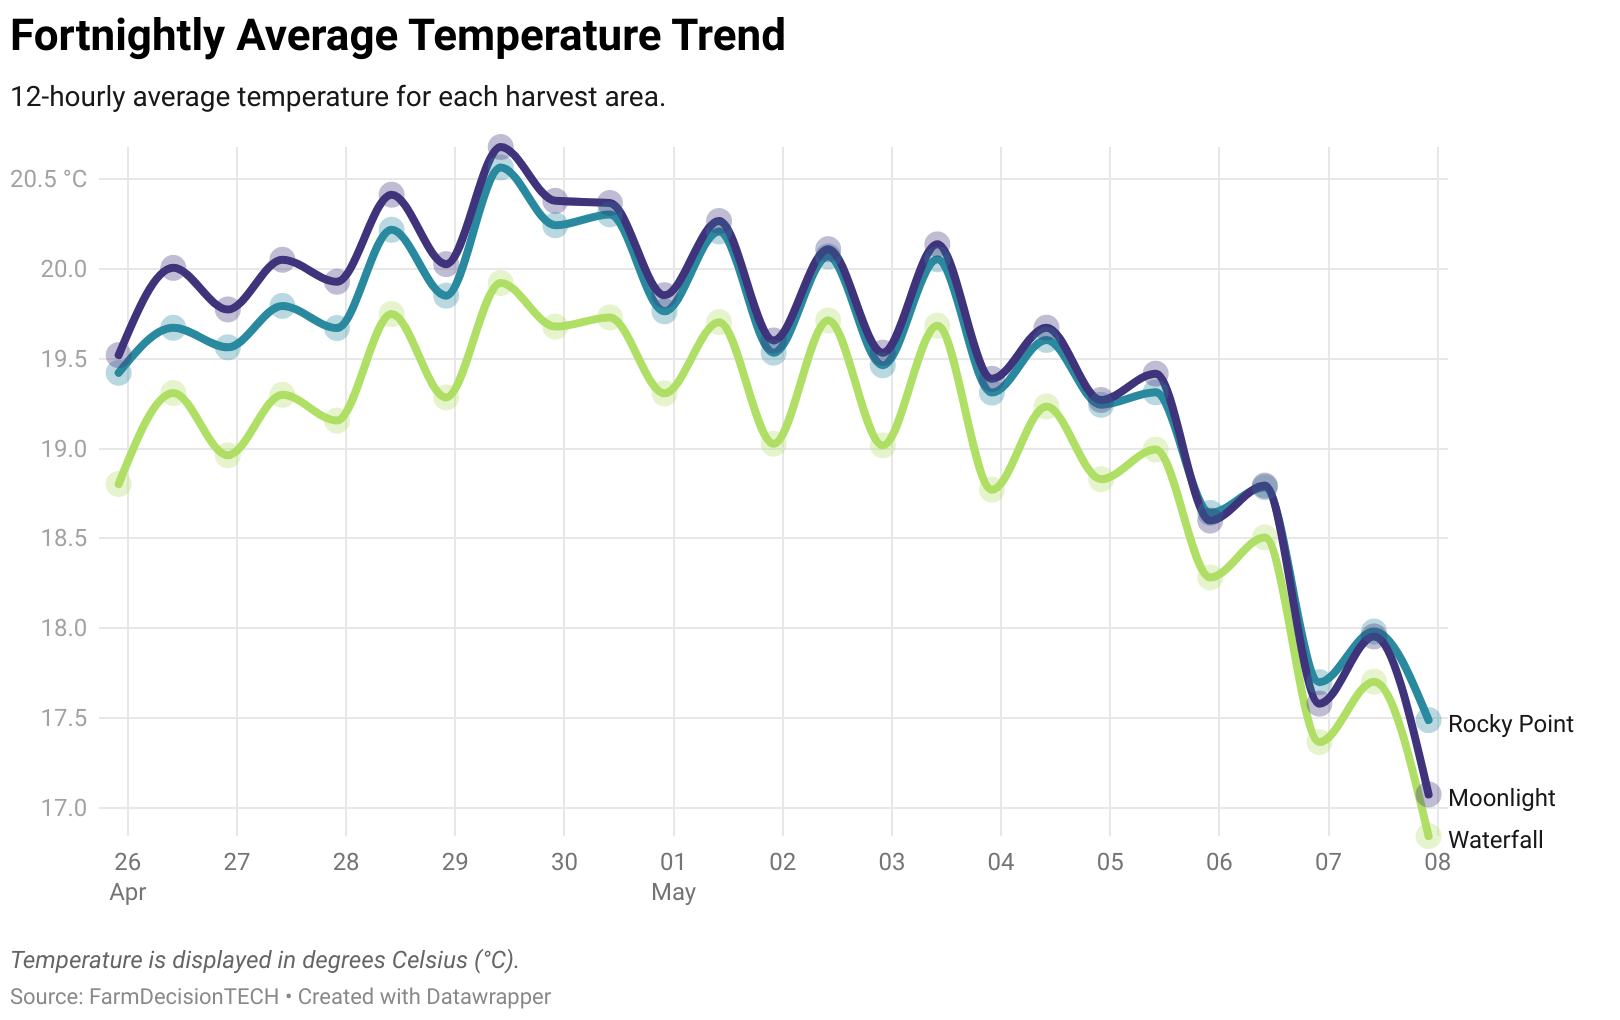 Fortnightly Average Temperature Trend
12-hourly average temperature for each harvest area.
20.5 °C
20.0
19.5
19.0
18.5
18.0
17.5
17.0
Rocky Point
Moonlight
Waterfall
26 27 28 29 30 01 02 03 04 05 06 07 08
Apr May
Temperature is displayed in degrees Celsius (°C).
Source: FarmDecisionTECH • Created with Datawrapper